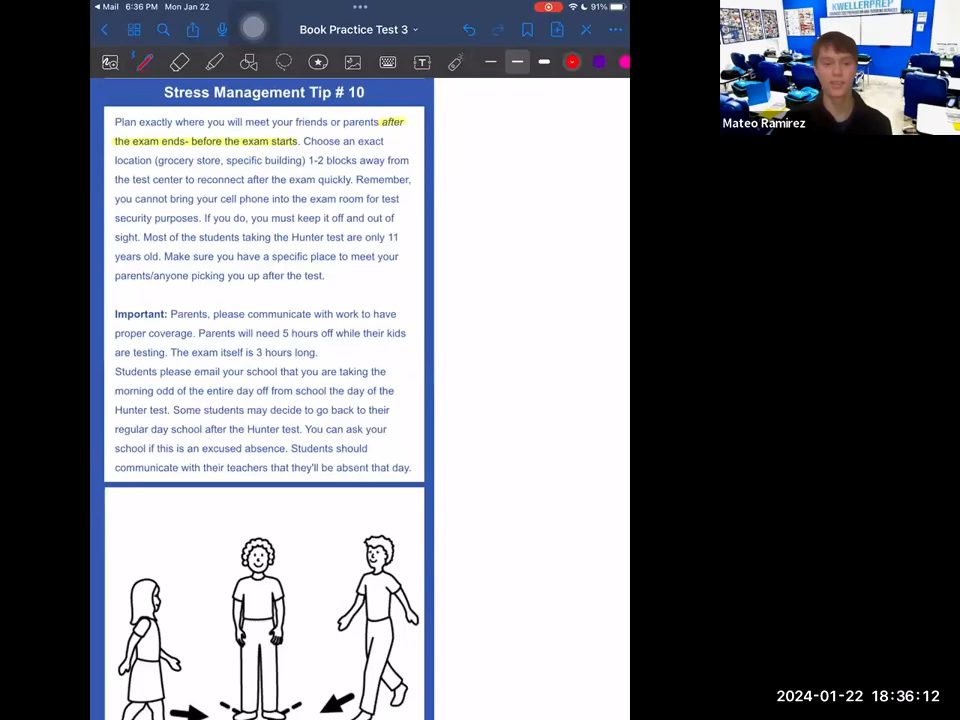 Mail 6:36 PM Mon Jan 22
91%
Book Practice Test 3
Stress Management Tip # 10
Plan exactly where you will meet your friends or parents after
the exam ends- before the exam starts. Choose an exact
location (grocery store, specific building) 1-2 blocks away from
the test center to reconnect after the exam quickly. Remember,
you cannot bring your cell phone into the exam room for test
security purposes. If you do, you must keep it off and out of
sight. Most of the students taking the Hunter test are only 11
years old. Make sure you have a specific place to meet your
parents/anyone picking you up after the test.
Important: Parents, please communicate with work to have
proper coverage. Parents will need 5 hours off while their kids
are testing. The exam itself is 3 hours long.
Students please email your school that you are taking the
morning odd of the entire day off from school the day of the
Hunter test. Some students may decide to go back to their
regular day school after the Hunter test. You can ask your
school if this is an excused absence. Students should
communicate with their teachers that they'll be absent that day.
KWELLERPREP
Mateo Ramirez
2024-01-22 18:36:12